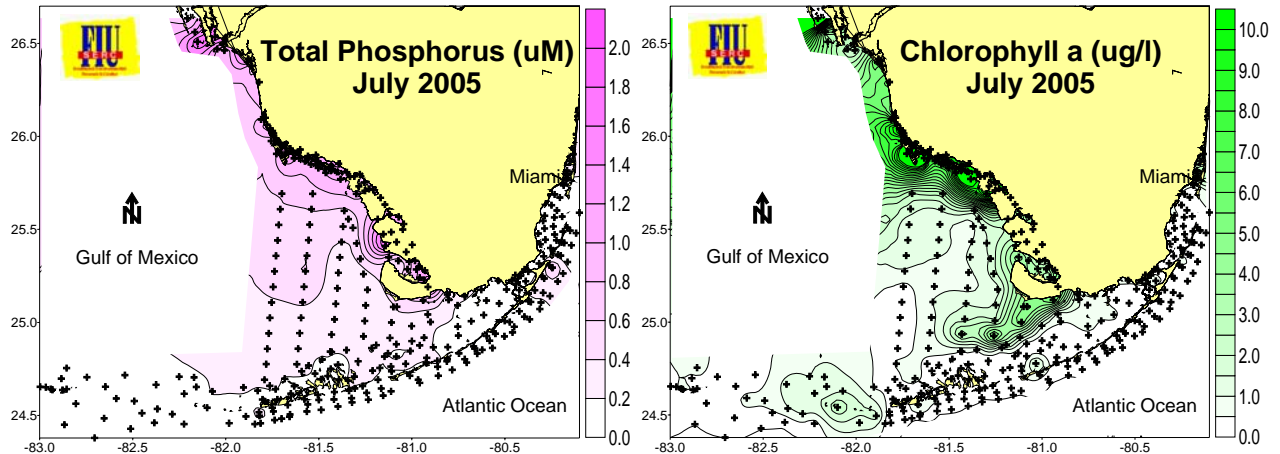 FIU
SERC
Total Phosphorus (uM)
July 2005
26.5
26.0
25.5
25.0
24.5
-83.0 -82.5 -82.0 -81.5 -81.0 -80.5
N
Gulf of Mexico
Miami
Atlantic Ocean
2.0
1.8
1.6
1.4
1.2
1.0
0.8
0.6
0.4
0.2
0.0
FIU
SERC
Chlorophyll a (ug/l)
July 2005
26.5
26.0
25.5
25.0
24.5
-83.0 -82.5 -82.0 -81.5 -81.0 -80.5
N
Gulf of Mexico
Miami
Atlantic Ocean
10.0
9.0
8.0
7.0
6.0
5.0
4.0
3.0
2.0
1.0
0.0